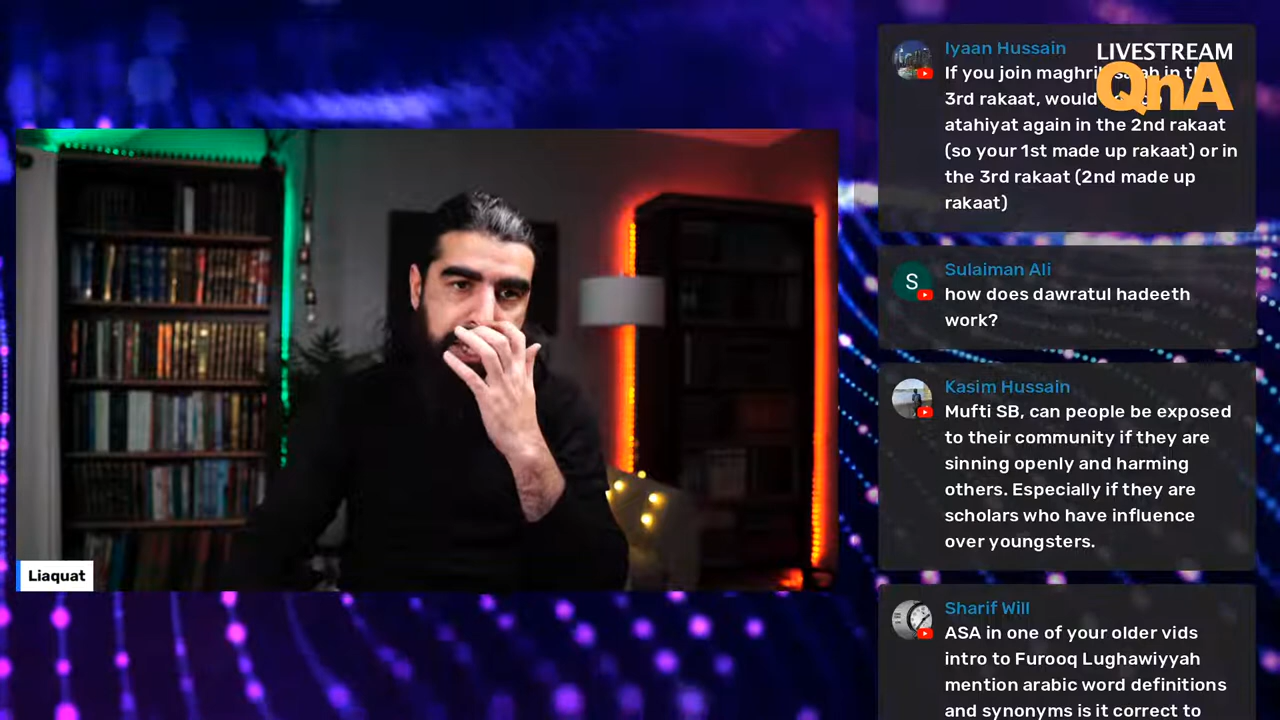 Iyaan Hussain
LIVESTREAM
QnA
If you join maghrib salah in the
3rd rakaat, would
atahiyat again in the 2nd rakaat
(so your 1st made up rakaat) or in
the 3rd rakaat (2nd made up
rakaat)
S
Sulaiman Ali
how does dawratul hadeeth
work?
Kasim Hussain
Mufti SB, can people be exposed
to their community if they are
sinning openly and harming
others. Especially if they are
scholars who have influence
over youngsters.
Sharif Will
ASA in one of your older vids
intro to Furooq Lughawiyyah
mention arabic word definitions
and synonyms is it correct to
Liaquat